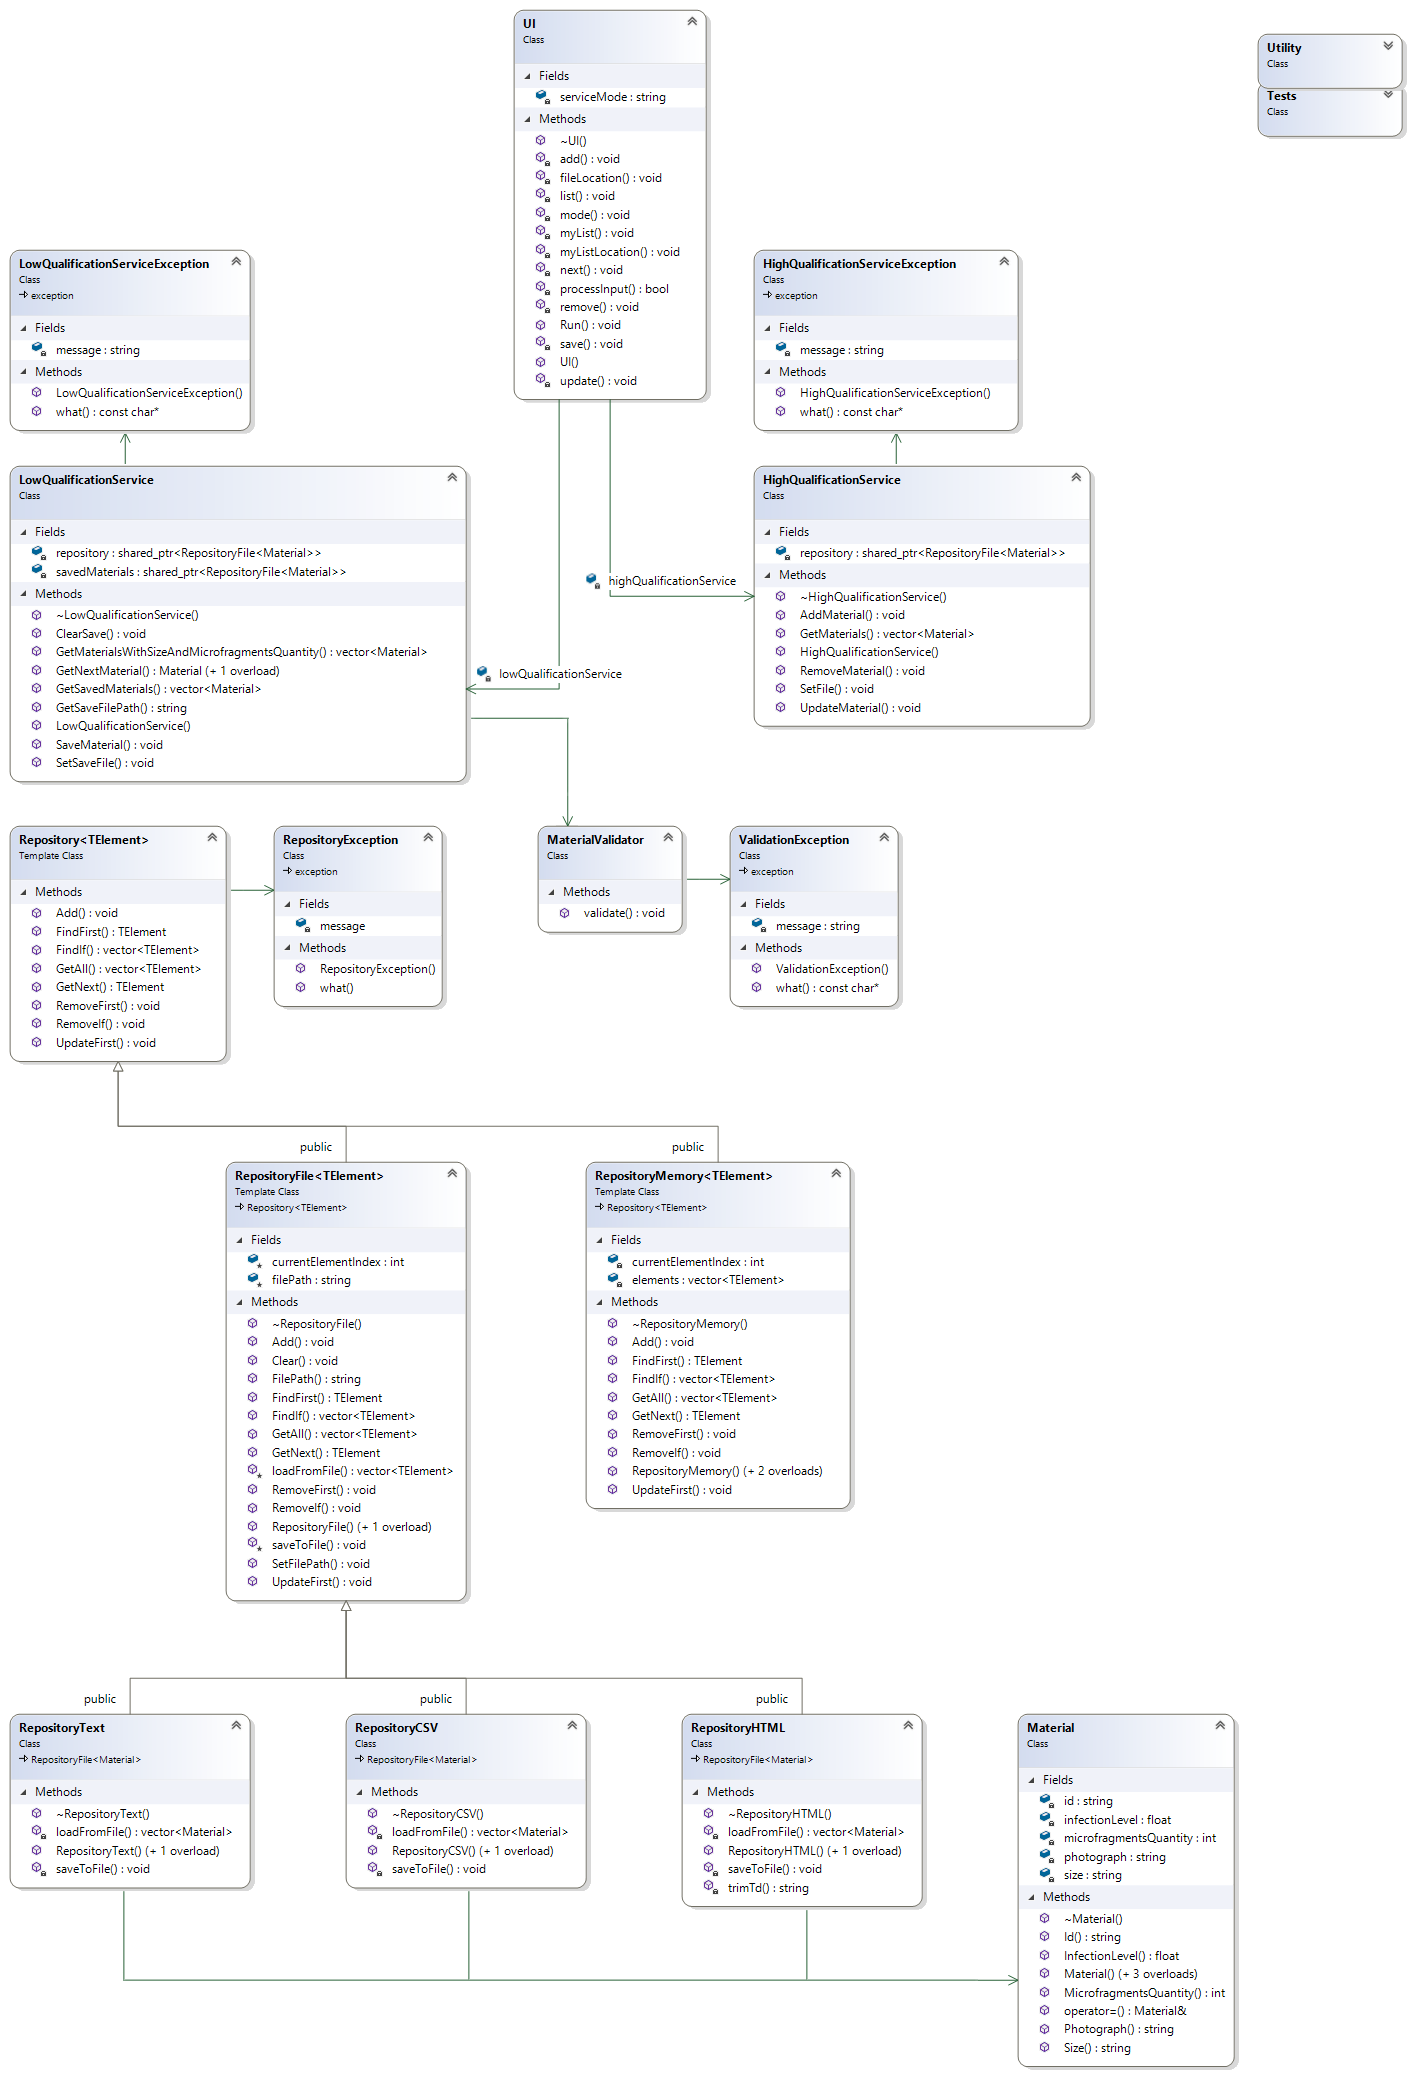 UI
Class
Fields
serviceMode : string
Methods
~UI()
add() : void
fileLocation() : void
list() : void
mode() : void
myList() : void
myListLocation() : void
next() : void
processInput() : bool
remove() : void
Run() : void
save() : void
UI()
update() : void
Utility
Class
Tests
Class
LowQualificationServiceException
Class
exception
Fields
message : string
Methods
LowQualificationServiceException()
what() : const char*
HighQualificationServiceException
Class
exception
Fields
message : string
Methods
HighQualificationServiceException()
what() : const char*
LowQualificationService
Class
Fields
repository : shared_ptr<RepositoryFile<Material>>
savedMaterials : shared_ptr<RepositoryFile<Material>>
Methods
~LowQualificationService()
ClearSave() : void
GetMaterialsWithSizeAndMicrofragmentsQuantity() : vector<Material>
GetNextMaterial() : Material (+ 1 overload)
GetSavedMaterials() : vector<Material>
GetSaveFilePath() : string
LowQualificationService()
SaveMaterial() : void
SetSaveFile() : void
lowQualificationService
highQualificationService
HighQualificationService
Class
Fields
repository : shared_ptr<RepositoryFile<Material>>
Methods
~HighQualificationService()
AddMaterial() : void
GetMaterials() : vector<Material>
HighQualificationService()
RemoveMaterial() : void
SetFile() : void
UpdateMaterial() : void
Repository<TElement>
Template Class
Methods
Add() : void
FindFirst() : TElement
FindIf() : vector<TElement>
GetAll() : vector<TElement>
GetNext() : TElement
RemoveFirst() : void
RemoveIf() : void
UpdateFirst() : void
RepositoryException
Class
exception
Fields
message
Methods
RepositoryException()
what()
MaterialValidator
Class
Methods
validate() : void
ValidationException
Class
exception
Fields
message : string
Methods
ValidationException()
what() : const char*
public
public
RepositoryFile<TElement>
Template Class
Repository<TElement>
Fields
currentElementIndex : int
filePath : string
Methods
~RepositoryFile()
Add() : void
Clear() : void
FilePath() : string
FindFirst() : TElement
FindIf() : vector<TElement>
GetAll() : vector<TElement>
GetNext() : TElement
loadFromFile() : vector<TElement>
RemoveFirst() : void
RemoveIf() : void
RepositoryFile() (+ 1 overload)
saveToFile() : void
SetFilePath() : void
UpdateFirst() : void
RepositoryMemory<TElement>
Template Class
Repository<TElement>
Fields
currentElementIndex : int
elements : vector<TElement>
Methods
~RepositoryMemory()
Add() : void
FindFirst() : TElement
FindIf() : vector<TElement>
GetAll() : vector<TElement>
GetNext() : TElement
RemoveFirst() : void
RemoveIf() : void
RepositoryMemory() (+ 2 overloads)
UpdateFirst() : void
public
public
public
RepositoryText
Class
RepositoryFile<Material>
Methods
~RepositoryText()
loadFromFile() : vector<Material>
RepositoryText() (+ 1 overload)
saveToFile() : void
RepositoryCSV
Class
RepositoryFile<Material>
Methods
~RepositoryCSV()
loadFromFile() : vector<Material>
RepositoryCSV() (+ 1 overload)
saveToFile() : void
RepositoryHTML
Class
RepositoryFile<Material>
Methods
~RepositoryHTML()
loadFromFile() : vector<Material>
RepositoryHTML() (+ 1 overload)
saveToFile() : void
trimTd() : string
Material
Class
Fields
id : string
infectionLevel : float
microfragmentsQuantity : int
photograph : string
size : string
Methods
~Material()
Id() : string
InfectionLevel() : float
Material() (+ 3 overloads)
MicrofragmentsQuantity() : int
operator=() : Material&
Photograph() : string
Size() : string